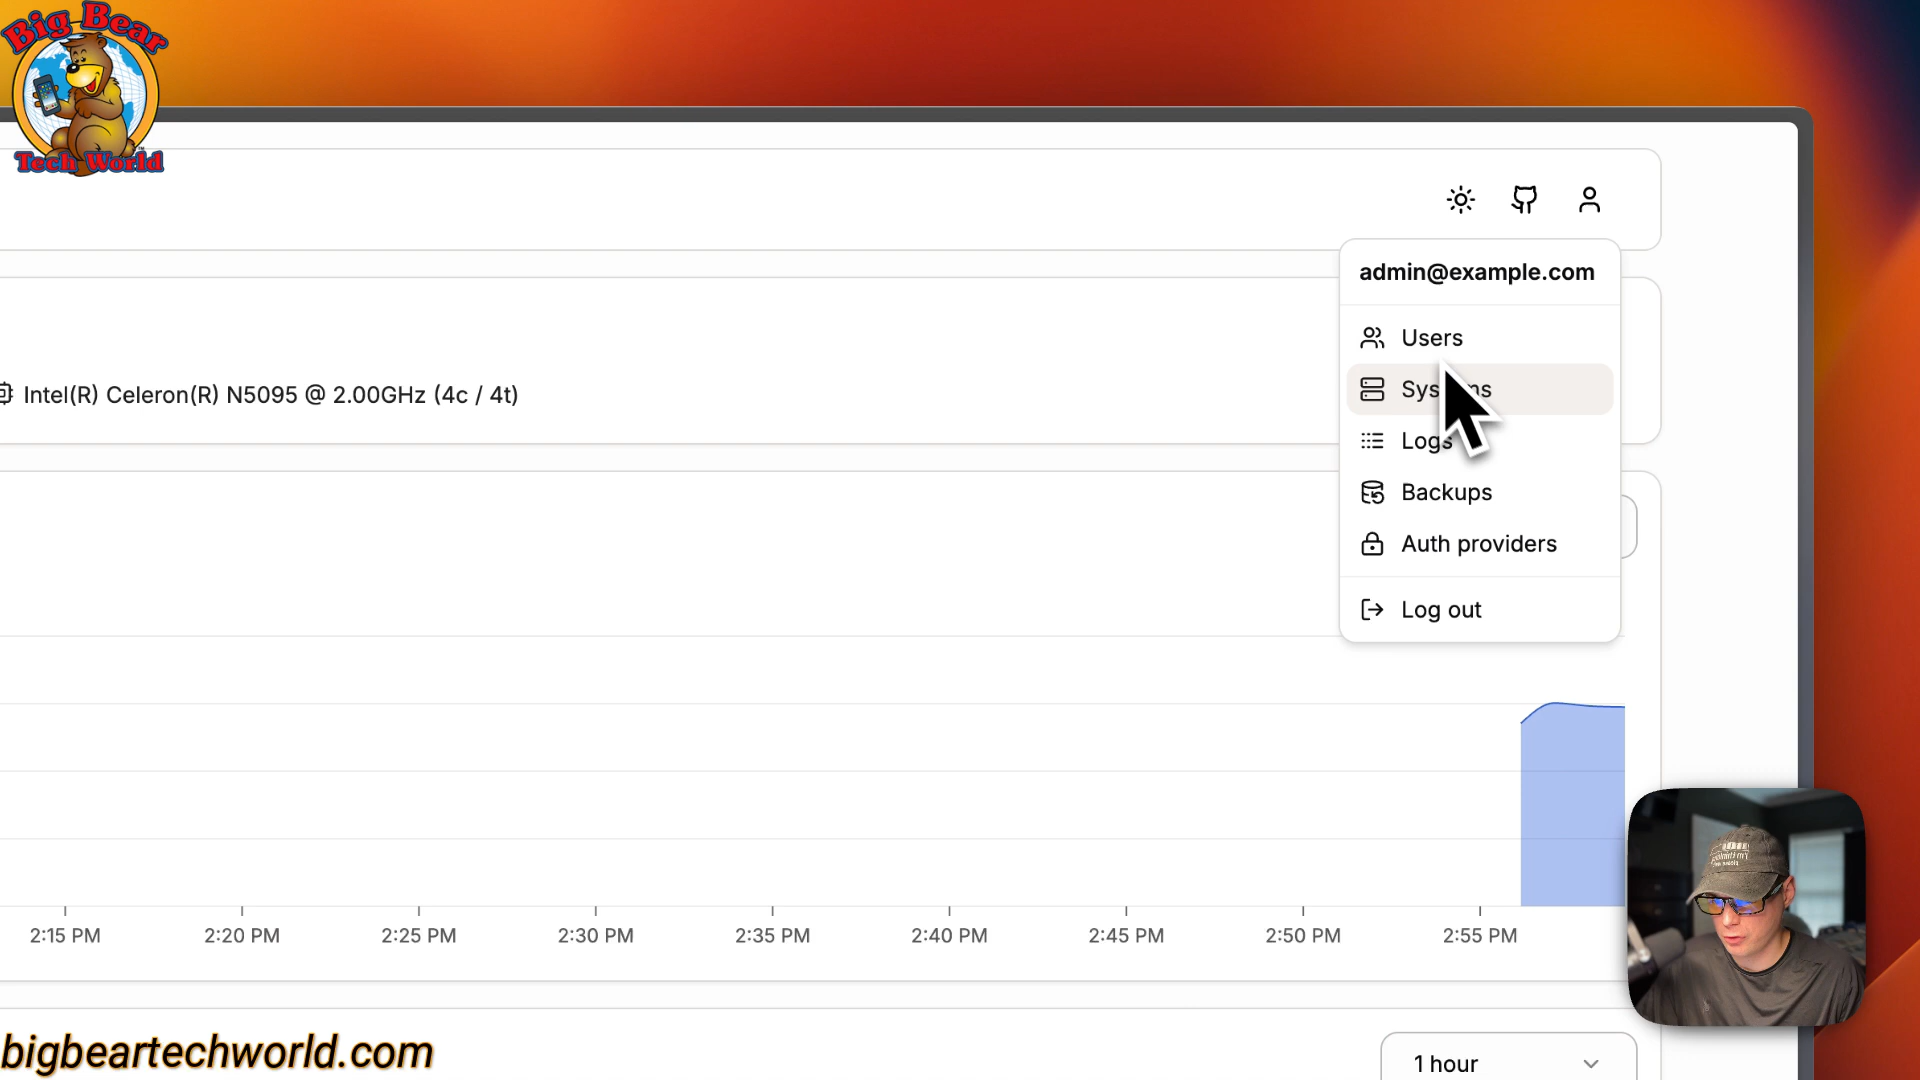 Big Bear
Tech World
admin@example.com
Users
Systems
Logs
Backups
Auth providers
Log out
Intel(R) Celeron(R) N5095 @ 2.00GHz (4c / 4t)
2:15 PM
2:20 PM
2:25 PM
2:30 PM
2:35 PM
2:40 PM
2:45 PM
2:50 PM
2:55 PM
bigbeartechworld.com
1 hour